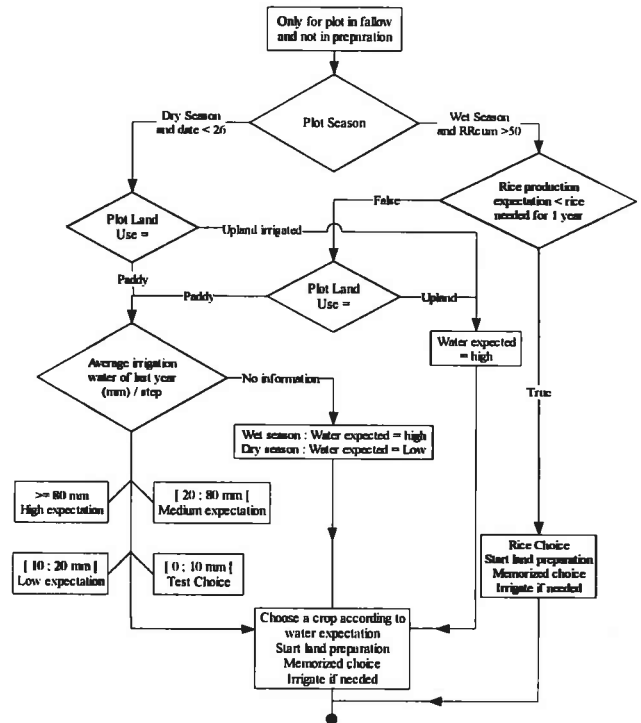 Only for plot in fallow
and not in preparation
Dry Season
and date < 26
Plot Season
Wet Season
and RRcum >50
Rice production
expectation < rice
needed for 1 year
False
Plot Land
Use =
Upland irrigated
Paddy
Paddy
Plot Land
Use =
Upland
Average irrigation
water of last year
(mm) / step
No information
Water expected
= high
True
Wet season : Water expected = high
Dry season : Water expected = Low
>= 80 mm
High expectation
[ 20 ; 80 mm [
Medium expectation
[ 10 ; 20 mm [
Low expectation
[ 0 ; 10 mm [
Test Choice
Rice Choice
Start land preparation
Memorized choice
Irrigate if needed
Choose a crop according to
water expectation
Start land preparation
Memorized choice
Irrigate if needed